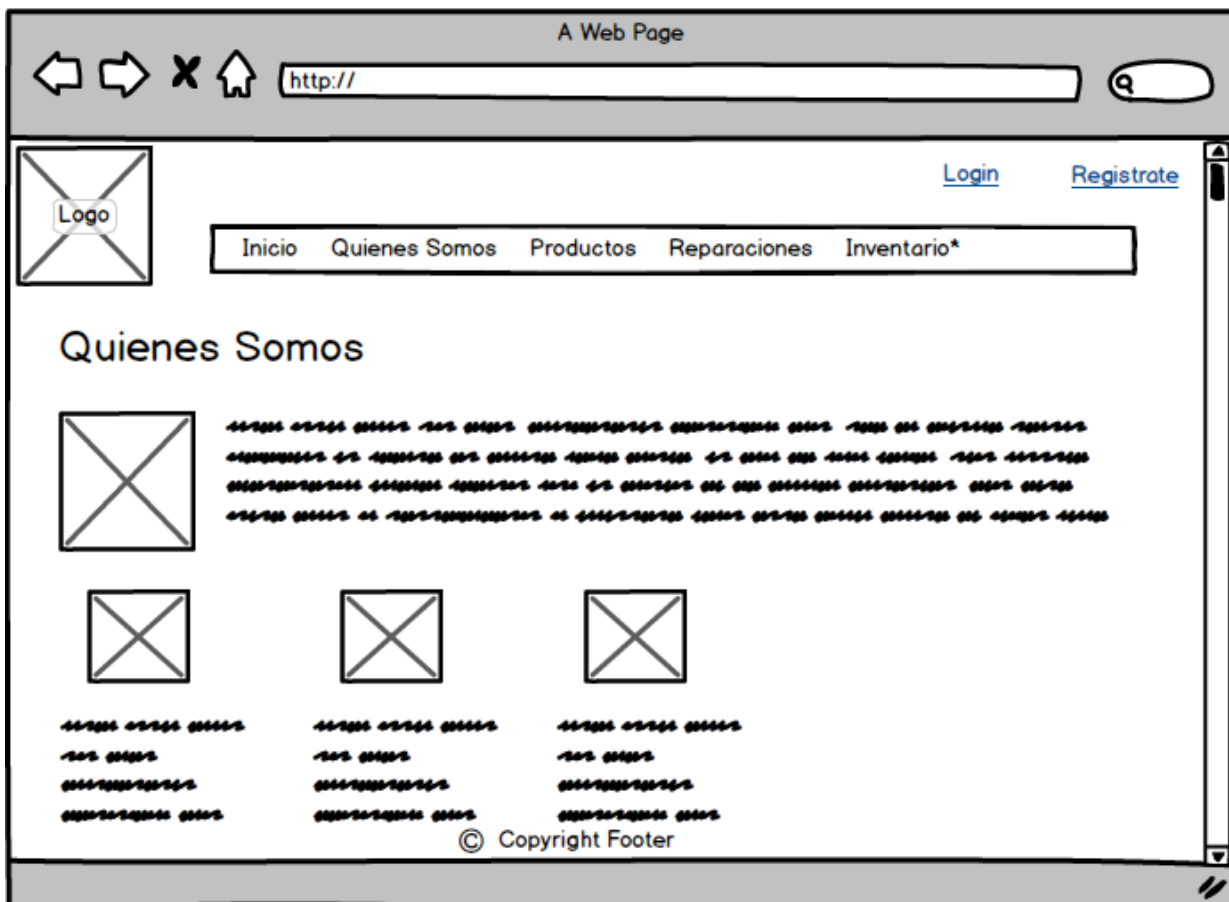 A Web Page
http://
Login Registrate
Logo
Inicio Quienes Somos Productos Reparaciones Inventario*
Quienes Somos
© Copyright Footer